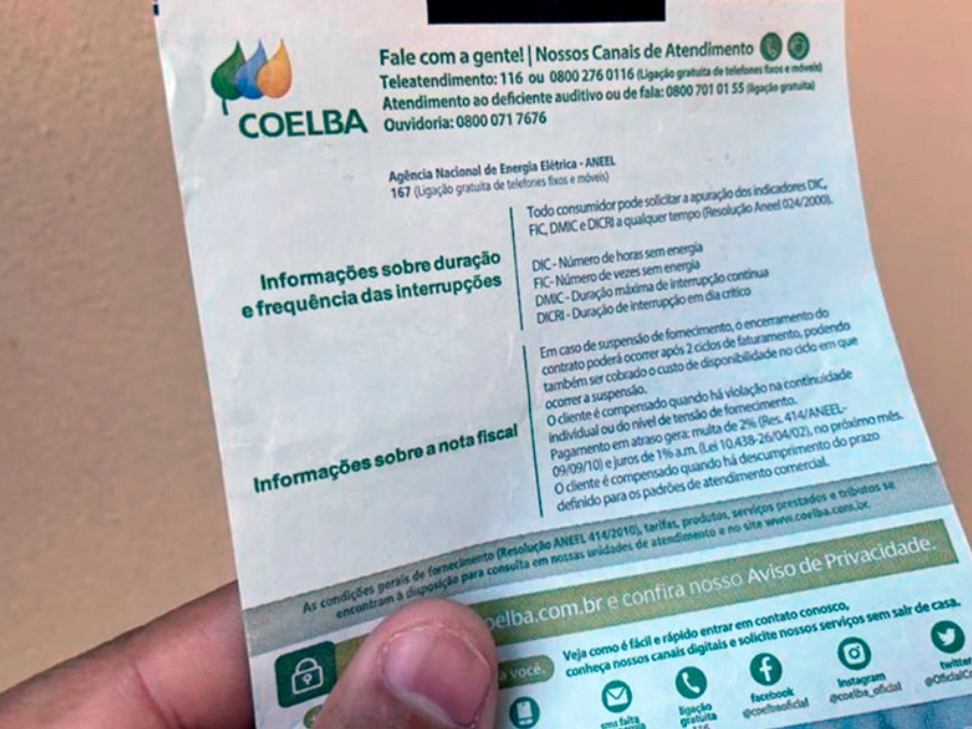 COELBA
Fale com a gente! | Nossos Canais de Atendimento
Teleatendimento: 116 ou 0800 276 0116 (Ligação gratuita de telefones fixos e móveis)
Atendimento ao deficiente auditivo ou de fala: 0800 701 01 55 (ligação gratuita)
Ouvidoria: 0800 071 7676
Agência Nacional de Energia Elétrica - ANEEL
167 (Ligação gratuita de telefones fixos e móveis)
Informações sobre duração
e frequência das interrupções
Todo consumidor pode solicitar a apuração dos indicadores DIC,
FIC, DMIC e DICRI a qualquer tempo (Resolução Aneel 024/2000).
DIC - Número de horas sem energia
FIC- Número de vezes sem energia
DMIC - Duração máxima de interrupção contínua
DICRI - Duração de interrupção em dia crítico
Informações sobre a nota fiscal
Em caso de suspensão de fornecimento, o encerramento do
contrato poderá ocorrer após 2 ciclos de faturamento, podendo
também ser cobrado o custo de disponibilidade no ciclo em que
ocorrer a suspensão.
O cliente é compensado quando há violação na continuidade
individual ou do nível de tensão de fornecimento.
Pagamento em atraso gera: multa de 2% (Res. 414/ANEEL-
09/09/10) e juros de 1% a.m. (Lei 10.438-26/04/02), no próximo mês.
O cliente é compensado quando há descumprimento do prazo
definido para os padrões de atendimento comercial.
As condições gerais de fornecimento (Resolução ANEEL 414/2010), tarifas, produtos, serviços prestados e tributos se
encontram à disposição para consulta em nossas unidades de atendimento e no site www.coelba.com.br.
oelba.com.br e confira nosso Aviso de Privacidade.
a você.
Veja como é fácil e rápido entrar em contato conosco,
conheça nossos canais digitais e solicite nossos serviços sem sair de casa.
sms falta
ligação
gratuita
116
facebook
@coelbaoficial
Instagram
@coelba_oficial
twitter
@OficialC